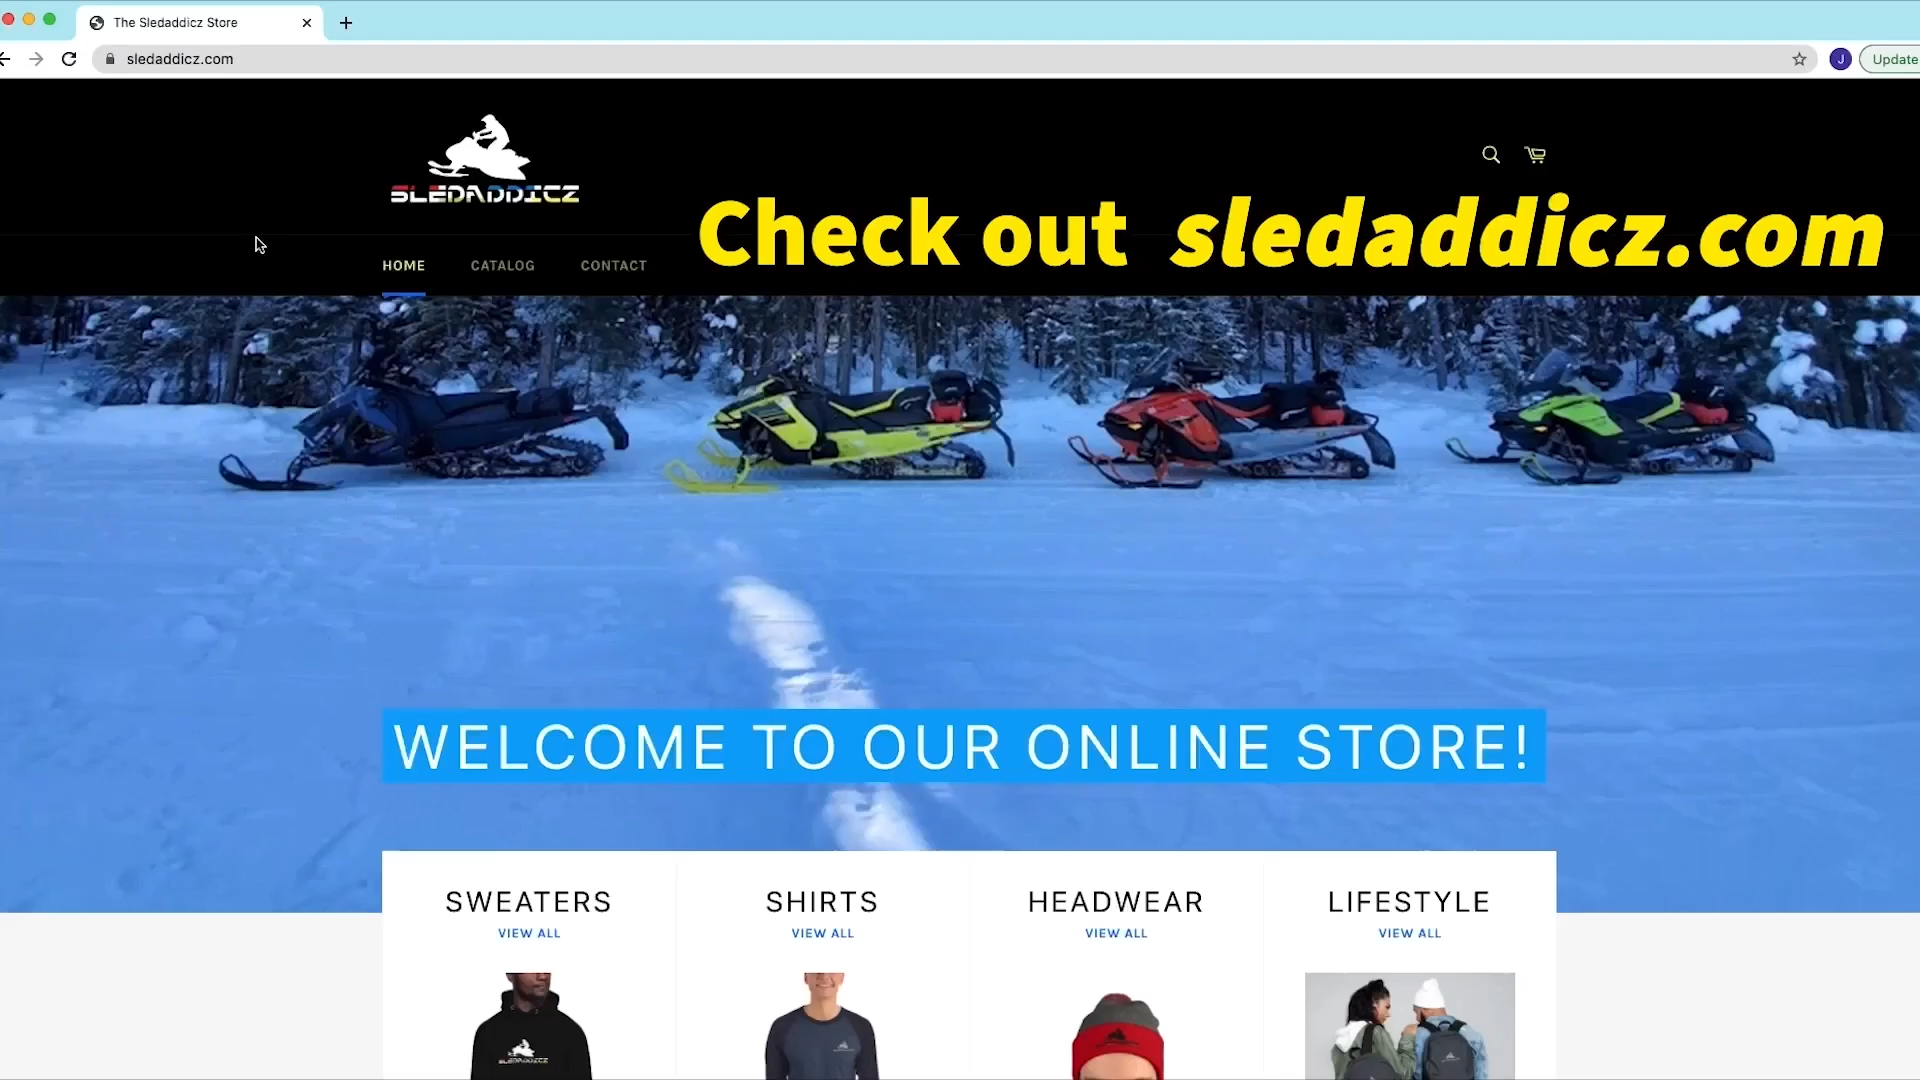 The Sledaddicz Store
sledaddicz.com
J
Update
SLEDADDICZ
Check out sledaddicz.com
HOME CATALOG CONTACT
WELCOME TO OUR ONLINE STORE!
SWEATERS SHIRTS HEADWEAR LIFESTYLE
VIEW ALL VIEW ALL VIEW ALL VIEW ALL
SLEDADDICZ